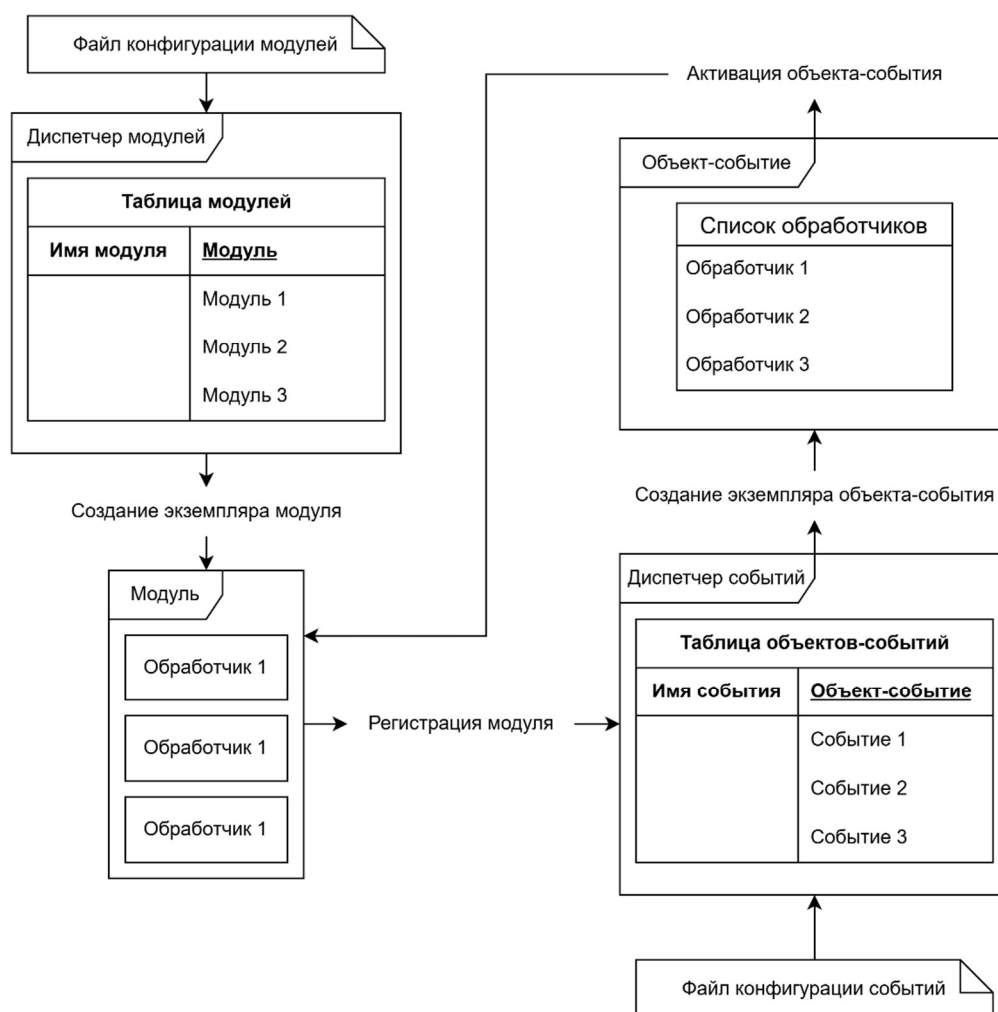 Файл конфигурации модулей
Диспетчер модулей
Таблица модулей
Имя модуля Модуль
Модуль 1
Модуль 2
Модуль 3
Создание экземпляра модуля
Модуль
Обработчик 1
Обработчик 1
Обработчик 1
Регистрация модуля
Активация объекта-события
Объект-событие
Список обработчиков
Обработчик 1
Обработчик 2
Обработчик 3
Создание экземпляра объекта-события
Диспетчер событий
Таблица объектов-событий
Имя события Объект-событие
Событие 1
Событие 2
Событие 3
Файл конфигурации событий